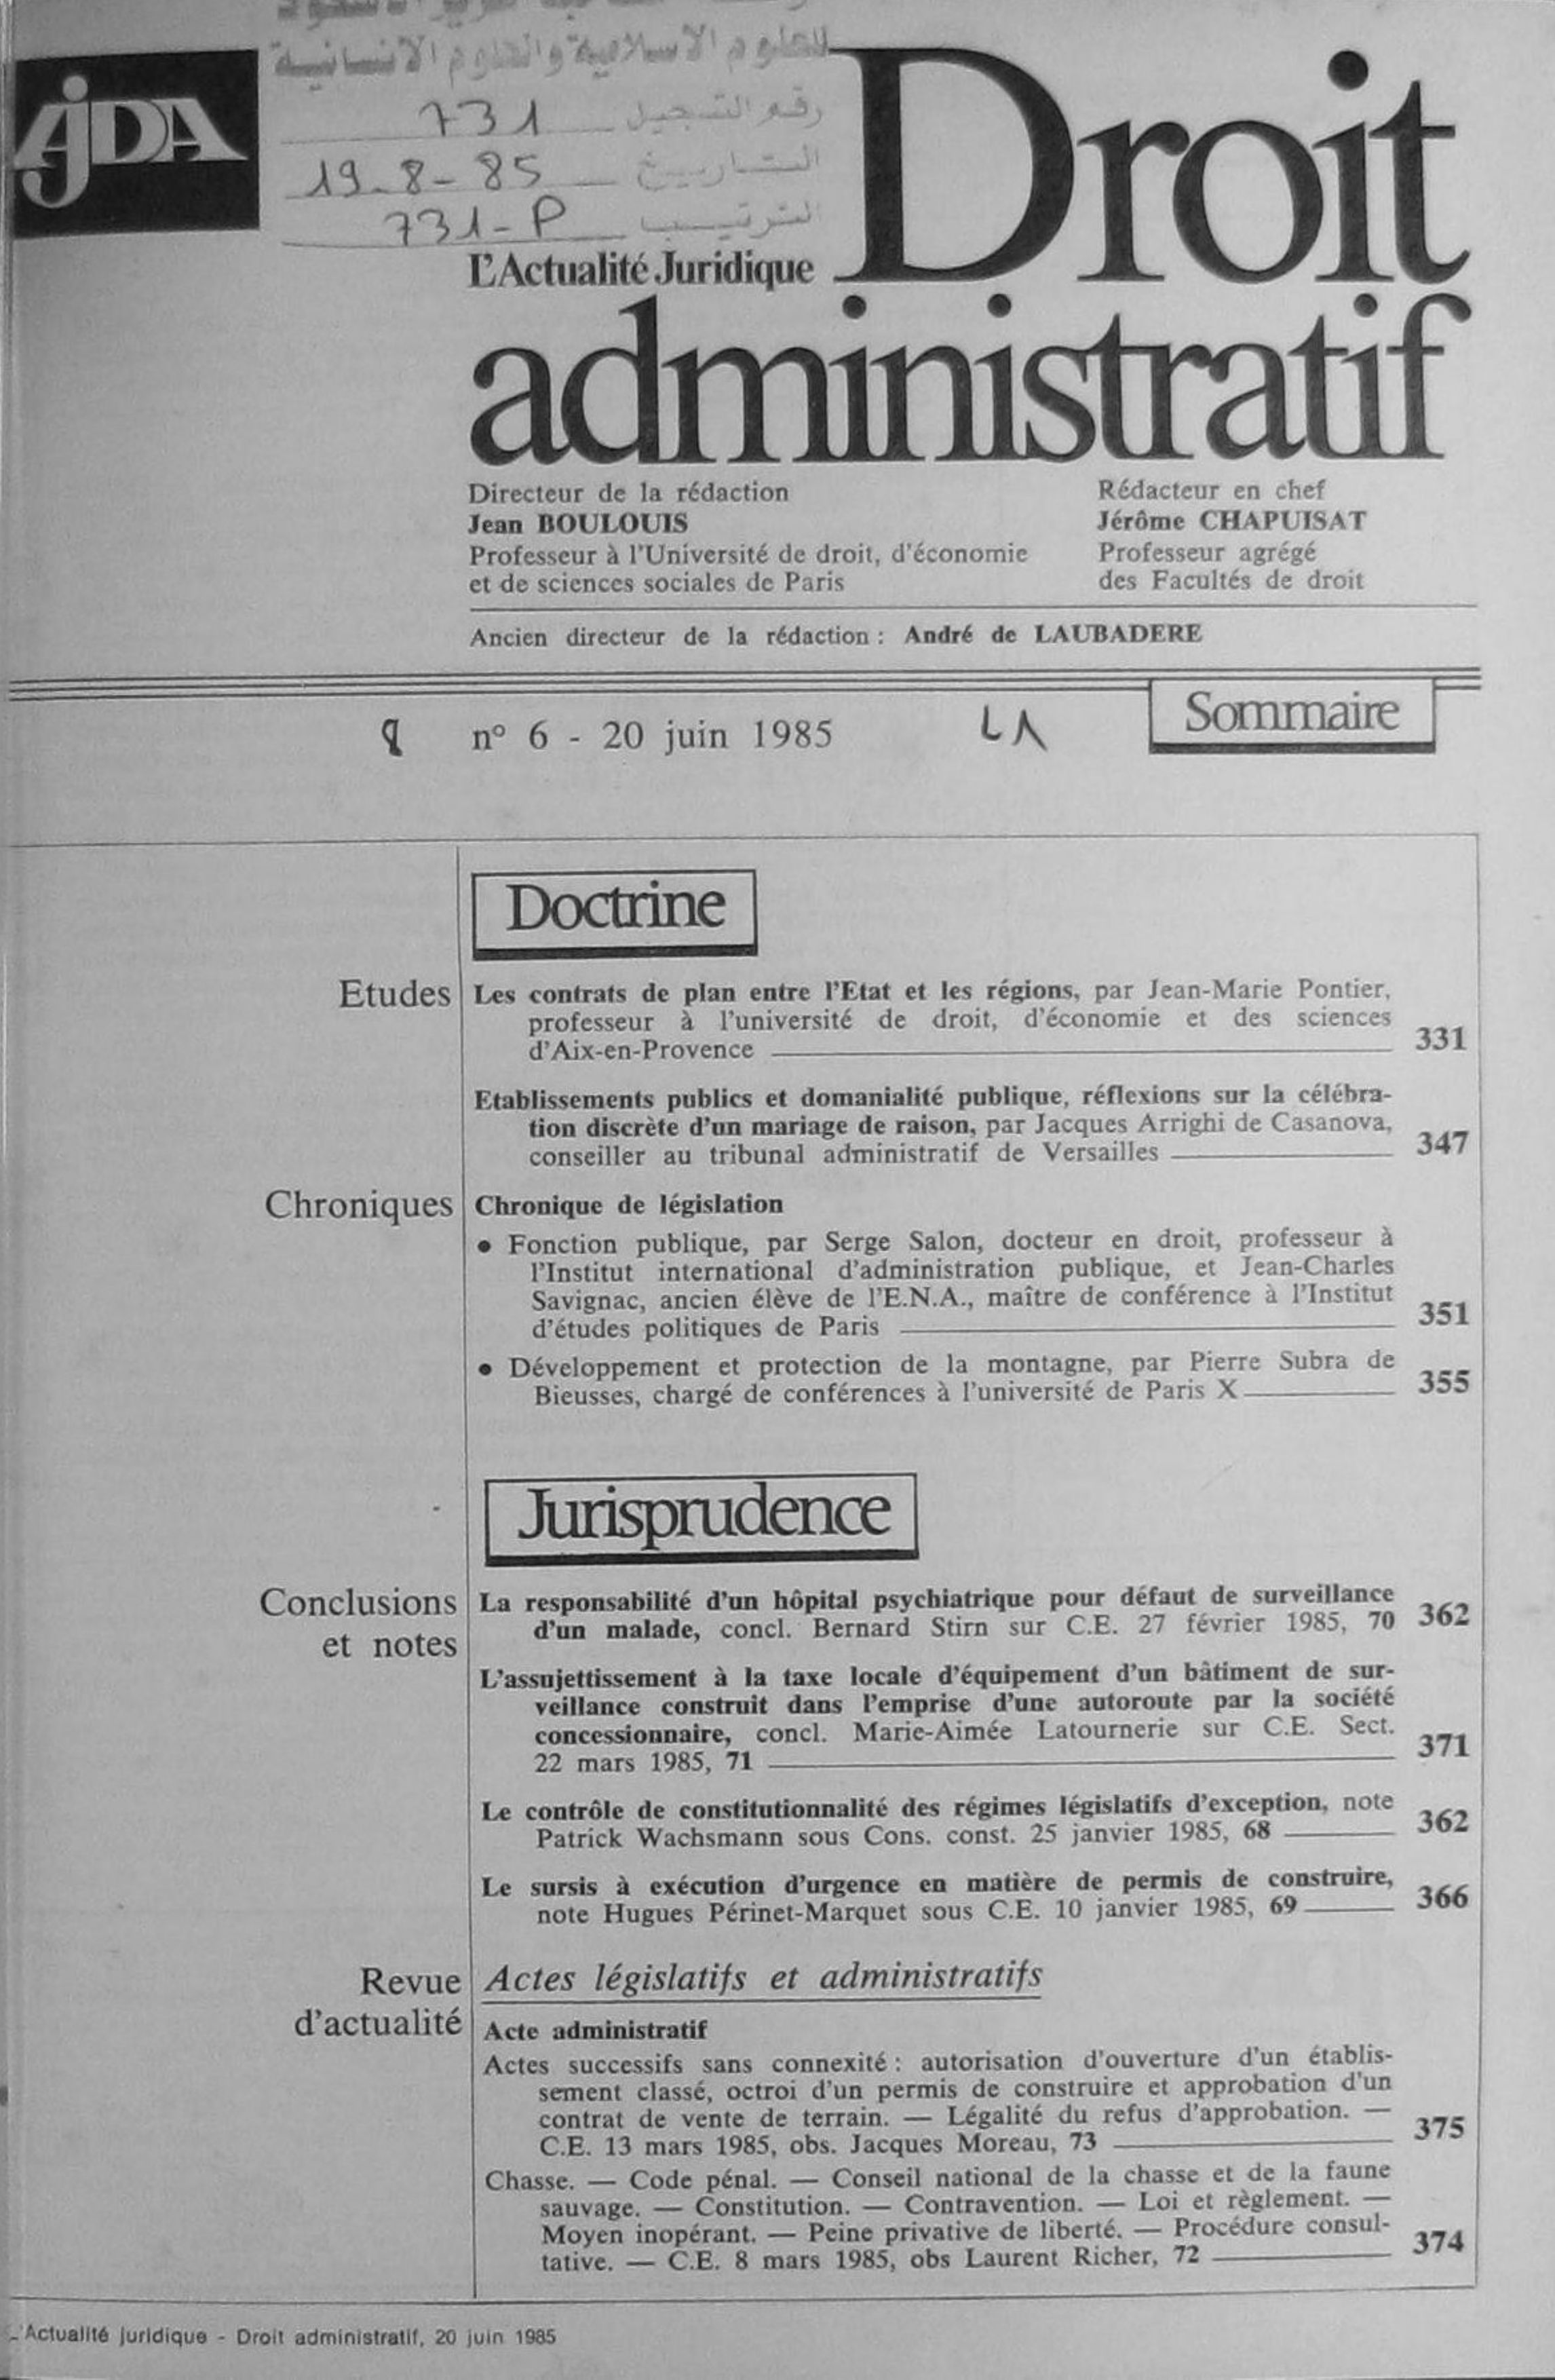 AJDA
للعلوم الاسلامية والعلوم الانسانية
731 رقم التسجيل
19-8-85 التاريخ
731-P الترتيب
L'Actualité Juridique
Droit
administratif
Directeur de la rédaction
Jean BOULOUIS
Professeur à l'Université de droit, d'économie
et de sciences sociales de Paris
Rédacteur en chef
Jérôme CHAPUISAT
Professeur agrégé
des Facultés de droit
Ancien directeur de la rédaction : André de LAUBADERE
n° 6 - 20 juin 1985
Sommaire
Doctrine
Etudes
Les contrats de plan entre l'Etat et les régions, par Jean-Marie Pontier,
professeur à l'université de droit, d'économie et des sciences
d'Aix-en-Provence 331
Etablissements publics et domanialité publique, réflexions sur la célébra-
tion discrète d'un mariage de raison, par Jacques Arrighi de Casanova,
conseiller au tribunal administratif de Versailles 347
Chroniques
Chronique de législation
• Fonction publique, par Serge Salon, docteur en droit, professeur à
l'Institut international d'administration publique, et Jean-Charles
Savignac, ancien élève de l'E.N.A., maître de conférence à l'Institut
d'études politiques de Paris 351
• Développement et protection de la montagne, par Pierre Subra de
Bieusses, chargé de conférences à l'université de Paris X 355
Jurisprudence
Conclusions
et notes
La responsabilité d'un hôpital psychiatrique pour défaut de surveillance
d'un malade, concl. Bernard Stirn sur C.E. 27 février 1985, 70 362
L'assujettissement à la taxe locale d'équipement d'un bâtiment de sur-
veillance construit dans l'emprise d'une autoroute par la société
concessionnaire, concl. Marie-Aimée Latournerie sur C.E. Sect.
22 mars 1985, 71 371
Le contrôle de constitutionnalité des régimes législatifs d'exception, note
Patrick Wachsmann sous Cons. const. 25 janvier 1985, 68 362
Le sursis à exécution d'urgence en matière de permis de construire,
note Hugues Périnet-Marquet sous C.E. 10 janvier 1985, 69 366
Revue
d'actualité
Actes législatifs et administratifs
Acte administratif
Actes successifs sans connexité : autorisation d'ouverture d'un établis-
sement classé, octroi d'un permis de construire et approbation d'un
contrat de vente de terrain. — Légalité du refus d'approbation. —
C.E. 13 mars 1985, obs. Jacques Moreau, 73 375
Chasse. — Code pénal. — Conseil national de la chasse et de la faune
sauvage. — Constitution. — Contravention. — Loi et règlement. —
Moyen inopérant. — Peine privative de liberté. — Procédure consul-
tative. — C.E. 8 mars 1985, obs Laurent Richer, 72 374
L'Actualité juridique - Droit administratif, 20 juin 1985